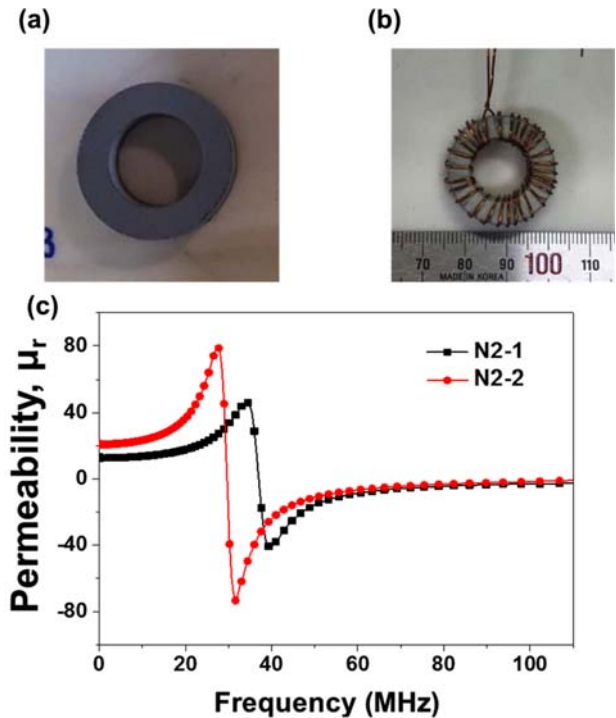 (a)
(b)
8
70 80 90 100 110
MADE IN KOREA
(c)
N2-1
N2-2
Permeability, μr
80
40
0
-40
-80
0 20 40 60 80 100
Frequency (MHz)